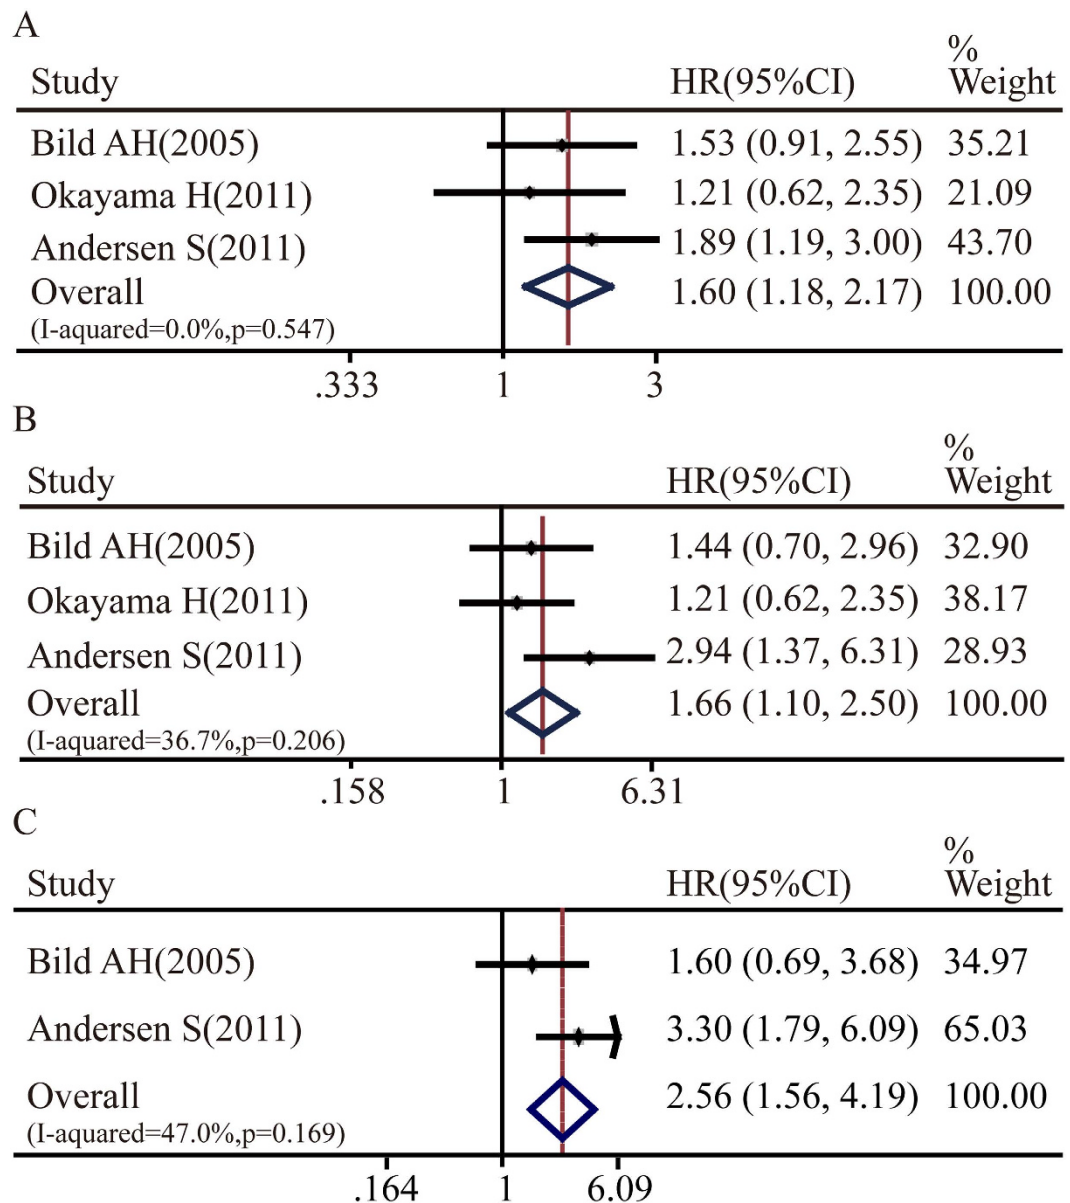 A
Study HR(95%CI) % Weight
Bild AH(2005) 1.53 (0.91, 2.55) 35.21
Okayama H(2011) 1.21 (0.62, 2.35) 21.09
Andersen S(2011) 1.89 (1.19, 3.00) 43.70
Overall 1.60 (1.18, 2.17) 100.00
(I-aquared=0.0%,p=0.547)
.333 1 3
B
Study HR(95%CI) % Weight
Bild AH(2005) 1.44 (0.70, 2.96) 32.90
Okayama H(2011) 1.21 (0.62, 2.35) 38.17
Andersen S(2011) 2.94 (1.37, 6.31) 28.93
Overall 1.66 (1.10, 2.50) 100.00
(I-aquared=36.7%,p=0.206)
.158 1 6.31
C
Study HR(95%CI) % Weight
Bild AH(2005) 1.60 (0.69, 3.68) 34.97
Andersen S(2011) 3.30 (1.79, 6.09) 65.03
Overall 2.56 (1.56, 4.19) 100.00
(I-aquared=47.0%,p=0.169)
.164 1 6.09